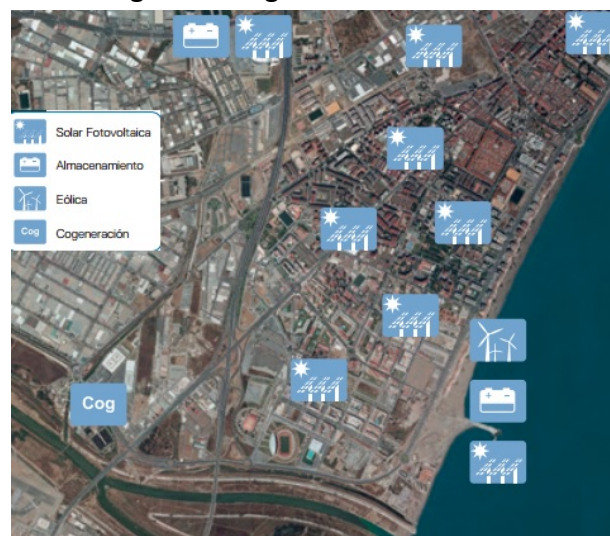 Solar Fotovoltaica
Almacenamiento
Eólica
Cog Cogeneración
Cog